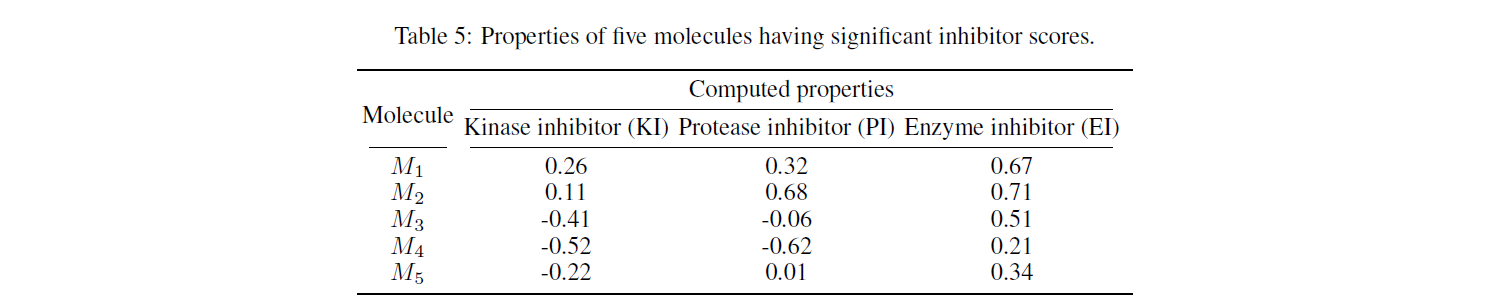 Table 5: Properties of five molecules having significant inhibitor scores.
Computed properties
Molecule
Kinase inhibitor (KI) Protease inhibitor (PI) Enzyme inhibitor (EI)
M1 0.26 0.32 0.67
M2 0.11 0.68 0.71
M3 -0.41 -0.06 0.51
M4 -0.52 -0.62 0.21
M5 -0.22 0.01 0.34